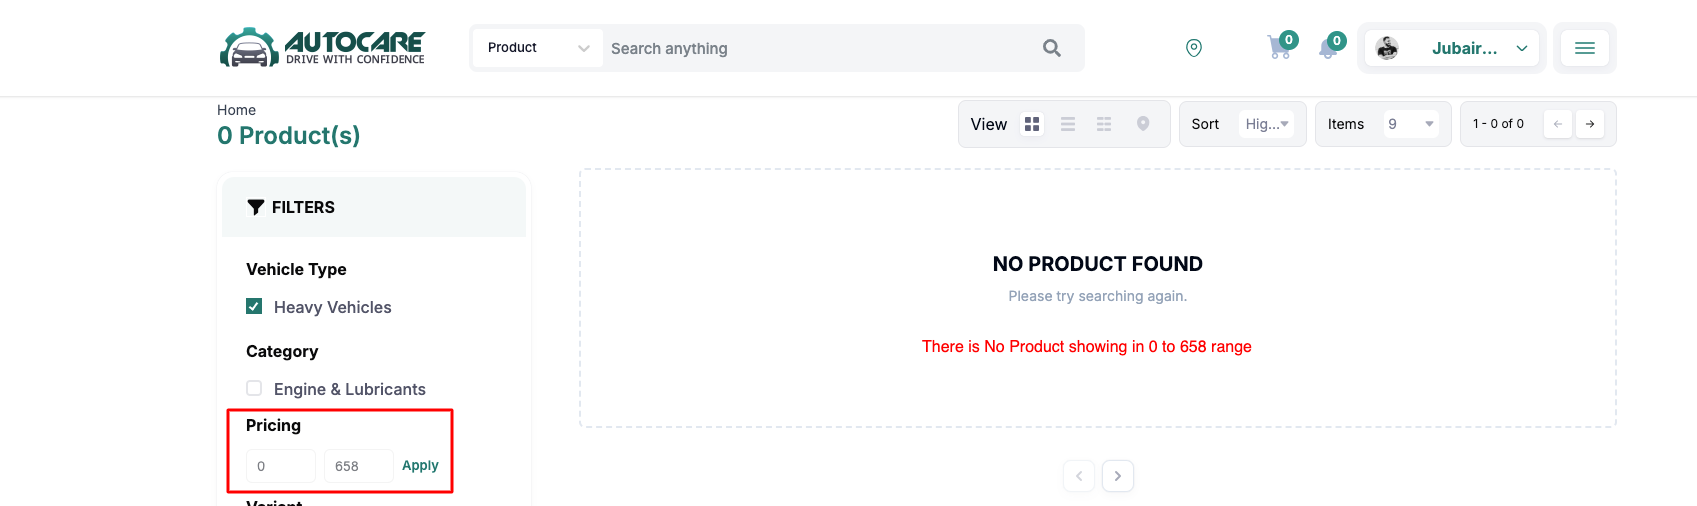 AUTOCARE
DRIVE WITH CONFIDENCE
Product
Search anything
0
0
Jubair...
Home
0 Product(s)
View
Sort
Hig...
Items
9
1 - 0 of 0
FILTERS
Vehicle Type
Heavy Vehicles
Category
Engine & Lubricants
Pricing
0
658
Apply
Variant
NO PRODUCT FOUND
Please try searching again.
There is No Product showing in 0 to 658 range